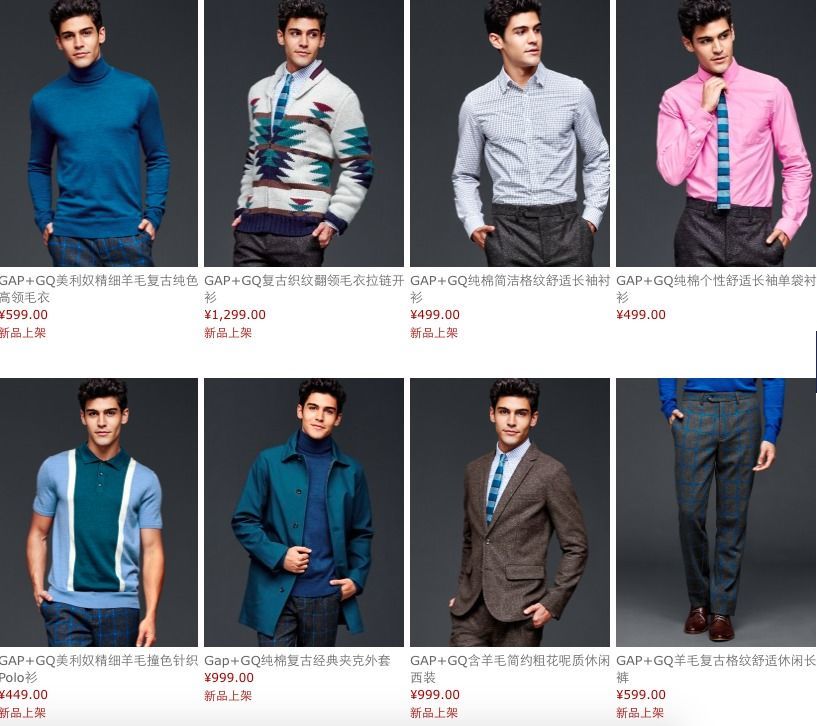 GAP+GQ美利奴精细羊毛复古纯色
高领毛衣
¥599.00
新品上架
GAP+GQ复古织纹翻领毛衣拉链开
衫
¥1,299.00
新品上架
GAP+GQ纯棉简洁格纹舒适长袖衬
衫
¥499.00
新品上架
GAP+GQ纯棉个性舒适长袖单袋衬
衫
¥499.00
GAP+GQ美利奴精细羊毛撞色针织
Polo衫
¥449.00
新品上架
Gap+GQ纯棉复古经典夹克外套
¥999.00
新品上架
GAP+GQ含羊毛简约粗花呢质休闲
西装
¥999.00
新品上架
GAP+GQ羊毛复古格纹舒适休闲长
裤
¥599.00
新品上架